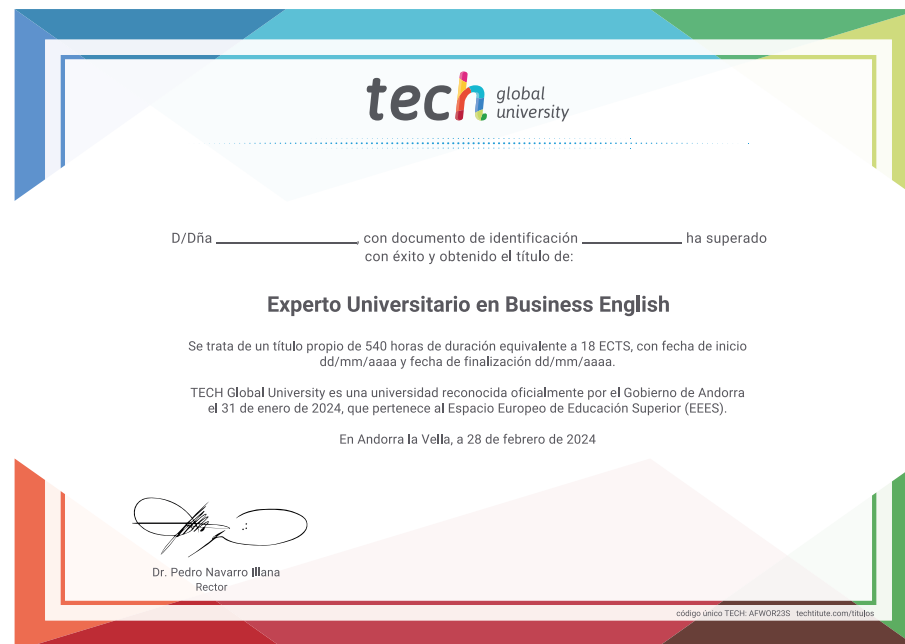 tech global university
D/Dña ____________________, con documento de identificación ______________ ha superado
con éxito y obtenido el título de:
Experto Universitario en Business English
Se trata de un título propio de 540 horas de duración equivalente a 18 ECTS, con fecha de inicio
dd/mm/aaaa y fecha de finalización dd/mm/aaaa.
TECH Global University es una universidad reconocida oficialmente por el Gobierno de Andorra
el 31 de enero de 2024, que pertenece al Espacio Europeo de Educación Superior (EEES).
En Andorra la Vella, a 28 de febrero de 2024
Dr. Pedro Navarro Illana
Rector
código único TECH: AFWOR23S techtitute.com/titulos